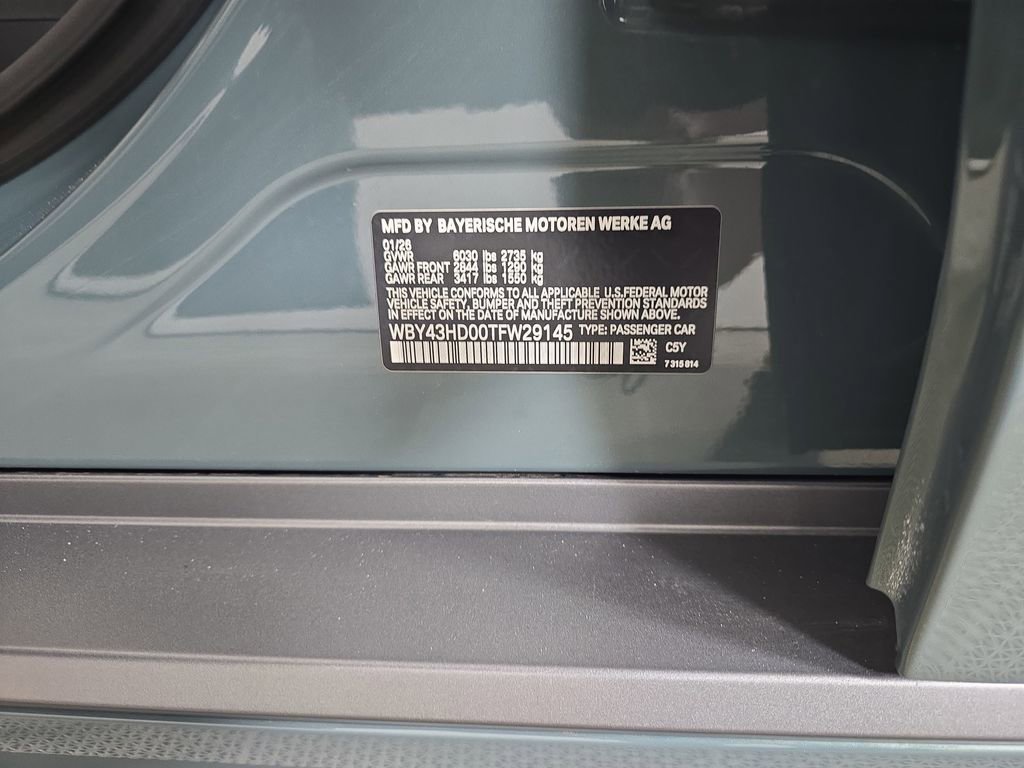 MFD BY BAYERISCHE MOTOREN WERKE AG
01/26
GVWR 6030 lbs 2735 kg
GAWR FRONT 2844 lbs 1290 kg
GAWR REAR 3417 lbs 1550 kg
THIS VEHICLE CONFORMS TO ALL APPLICABLE U.S. FEDERAL MOTOR
VEHICLE SAFETY, BUMPER AND THEFT PREVENTION STANDARDS
IN EFFECT ON THE DATE OF MANUFACTURE SHOWN ABOVE.
WBY43HD00TFW29145 TYPE: PASSENGER CAR
C5Y
7 315 814